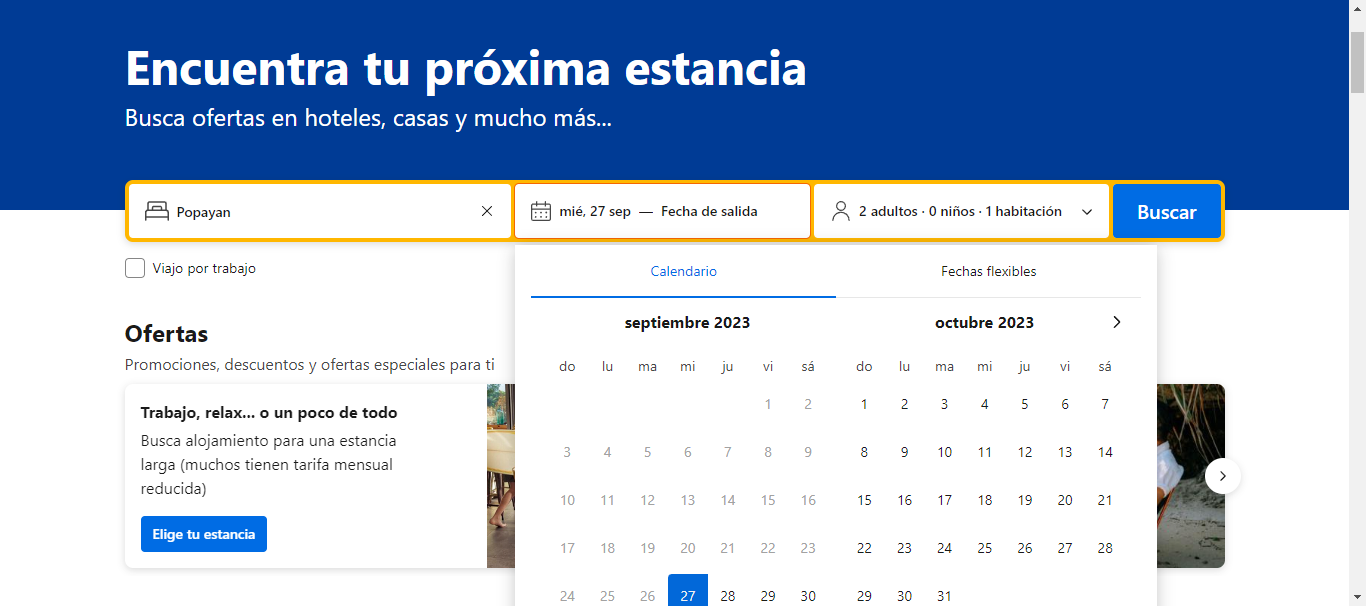 Encuentra tu próxima estancia
Busca ofertas en hoteles, casas y mucho más...
Popayan
mié, 27 sep — Fecha de salida
2 adultos · 0 niños · 1 habitación
Buscar
Viajo por trabajo
Calendario
Fechas flexibles
septiembre 2023
do lu ma mi ju vi sá
1 2
3 4 5 6 7 8 9
10 11 12 13 14 15 16
17 18 19 20 21 22 23
24 25 26 27 28 29 30
octubre 2023
do lu ma mi ju vi sá
1 2 3 4 5 6 7
8 9 10 11 12 13 14
15 16 17 18 19 20 21
22 23 24 25 26 27 28
29 30 31
Ofertas
Promociones, descuentos y ofertas especiales para ti
Trabajo, relax... o un poco de todo
Busca alojamiento para una estancia
larga (muchos tienen tarifa mensual
reducida)
Elige tu estancia